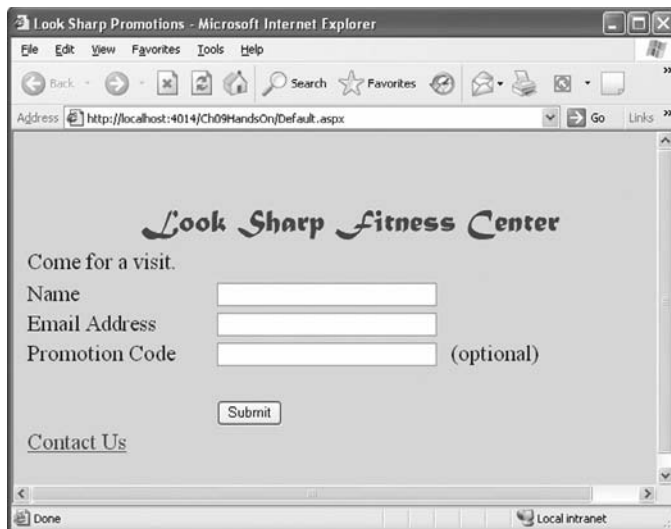 Look Sharp Promotions - Microsoft Internet Explorer
File Edit View Favorites Tools Help
Back Search Favorites
Address http://localhost:4014/Ch09HandsOn/Default.aspx Go Links
Look Sharp Fitness Center
Come for a visit.
Name
Email Address
Promotion Code (optional)
Submit
Contact Us
Done Local intranet